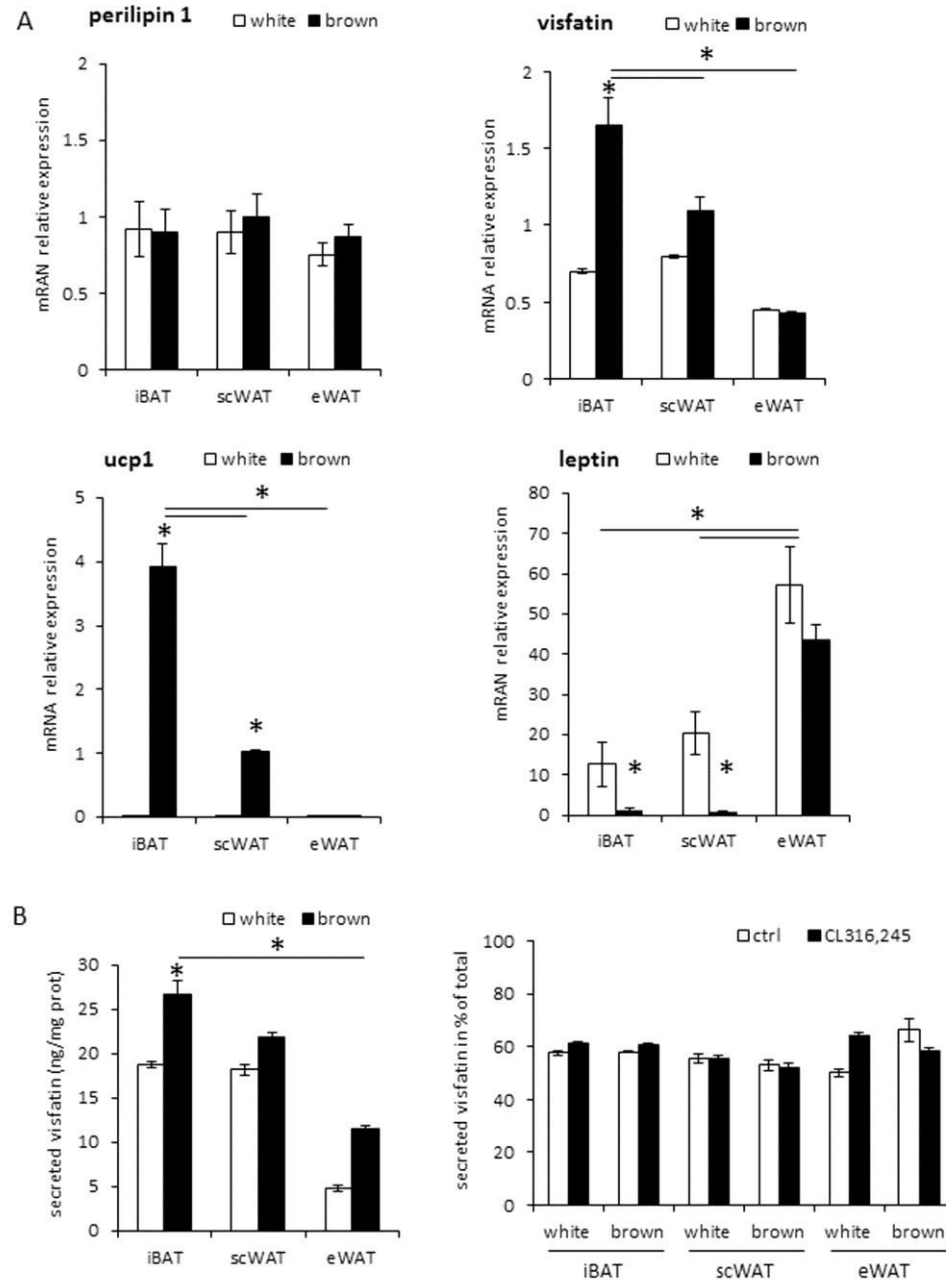 A
perilipin 1
white brown
mRAN relative expression
2
1.5
1
0.5
0
iBAT scWAT eWAT
visfatin
white brown
mRNA relative expression
2
1.5
1
0.5
0
*
*
iBAT scWAT eWAT
ucp1
white brown
mRNA relative expression
5
4
3
2
1
0
*
*
*
iBAT scWAT eWAT
leptin
white brown
mRAN relative expression
80
70
60
50
40
30
20
10
0
*
* *
iBAT scWAT eWAT
B
white brown
secreted visfatin (ng/mg prot)
30
25
20
15
10
5
0
*
*
iBAT scWAT eWAT
ctrl CL316,245
secreted visfatin in % of total
100
80
60
40
20
0
white brown white brown white brown
iBAT scWAT eWAT